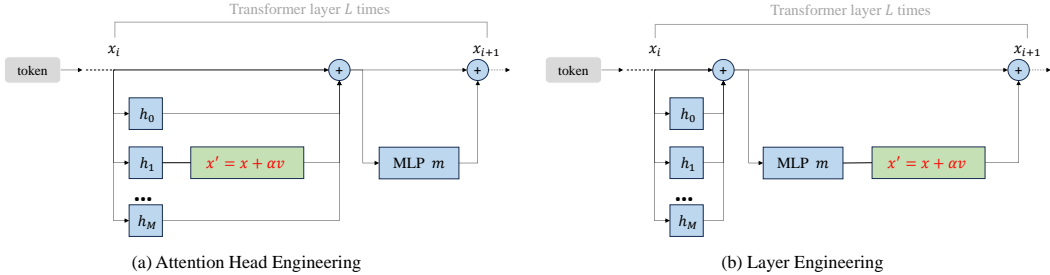 Transformer layer L times
x_i
x_{i+1}
token
+
+
h_0
h_1
x' = x + αv
MLP m
•••
h_M
(a) Attention Head Engineering
Transformer layer L times
x_i
x_{i+1}
token
+
+
h_0
h_1
MLP m
x' = x + αv
•••
h_M
(b) Layer Engineering